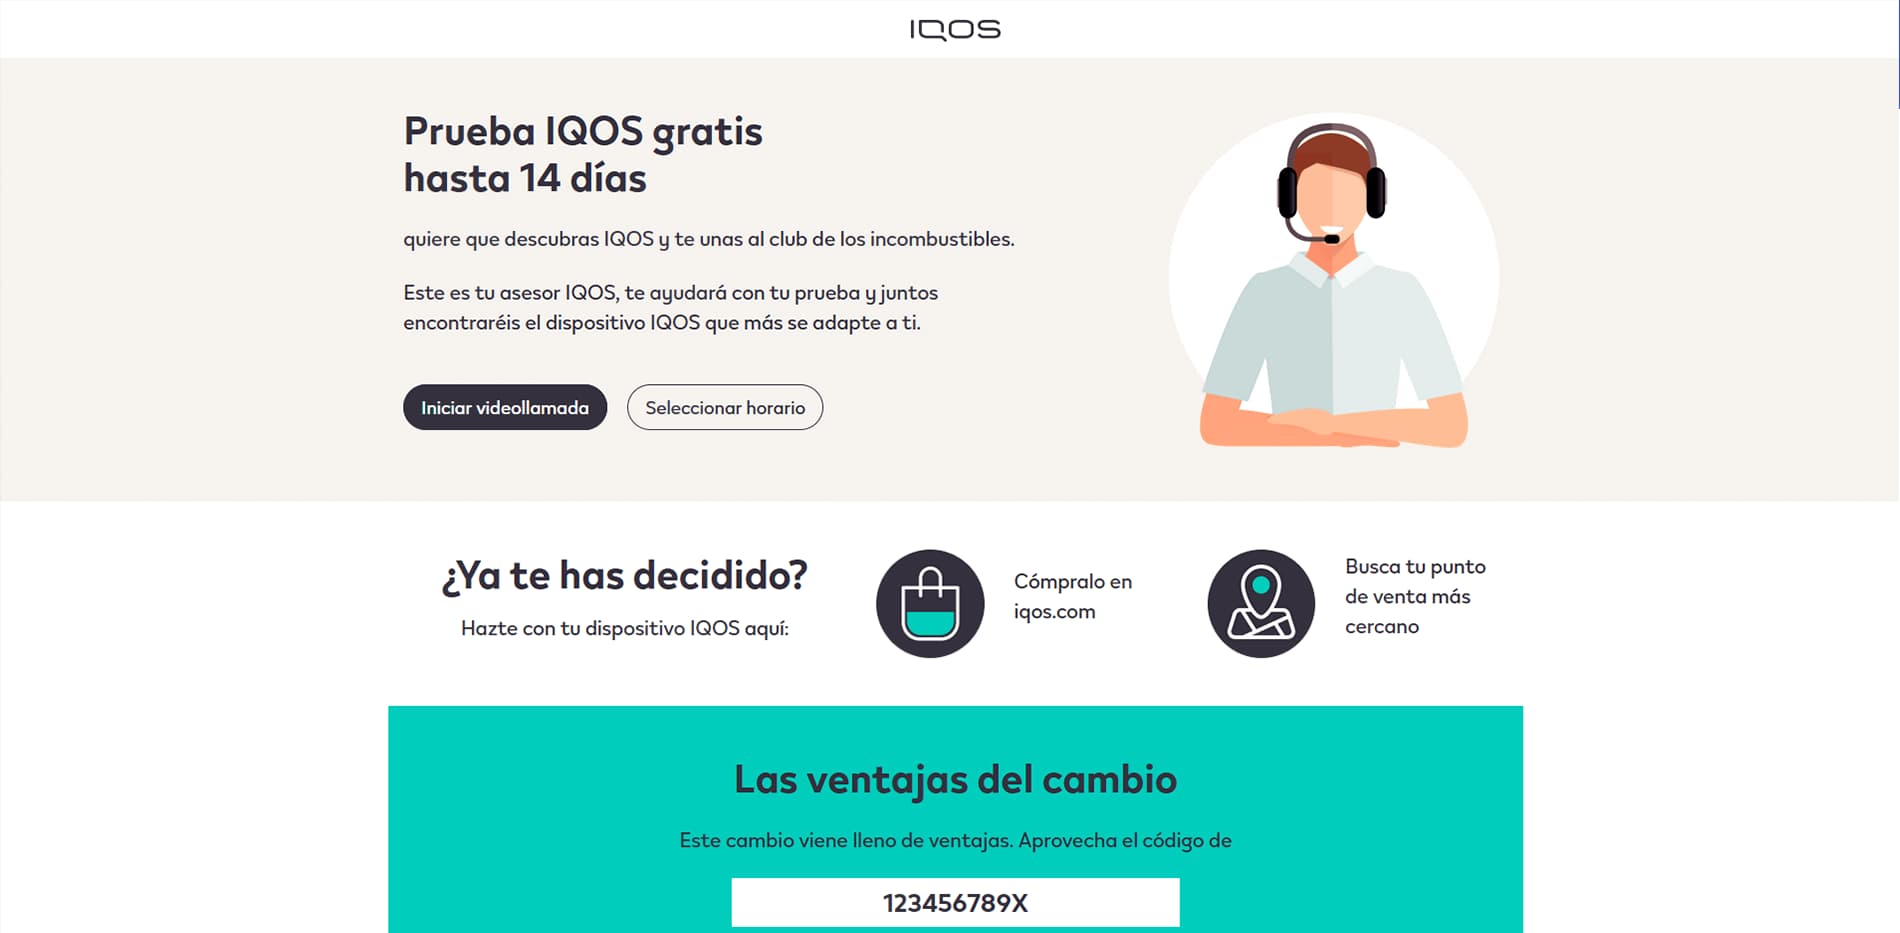 IQOS
Prueba IQOS gratis
hasta 14 días
quiere que descubras IQOS y te unas al club de los incombustibles.
Este es tu asesor IQOS, te ayudará con tu prueba y juntos
encontraréis el dispositivo IQOS que más se adapte a ti.
Iniciar videollamada
Seleccionar horario
¿Ya te has decidido?
Hazte con tu dispositivo IQOS aquí:
Cómpralo en
iqos.com
Busca tu punto
de venta más
cercano
Las ventajas del cambio
Este cambio viene lleno de ventajas. Aprovecha el código de
123456789X